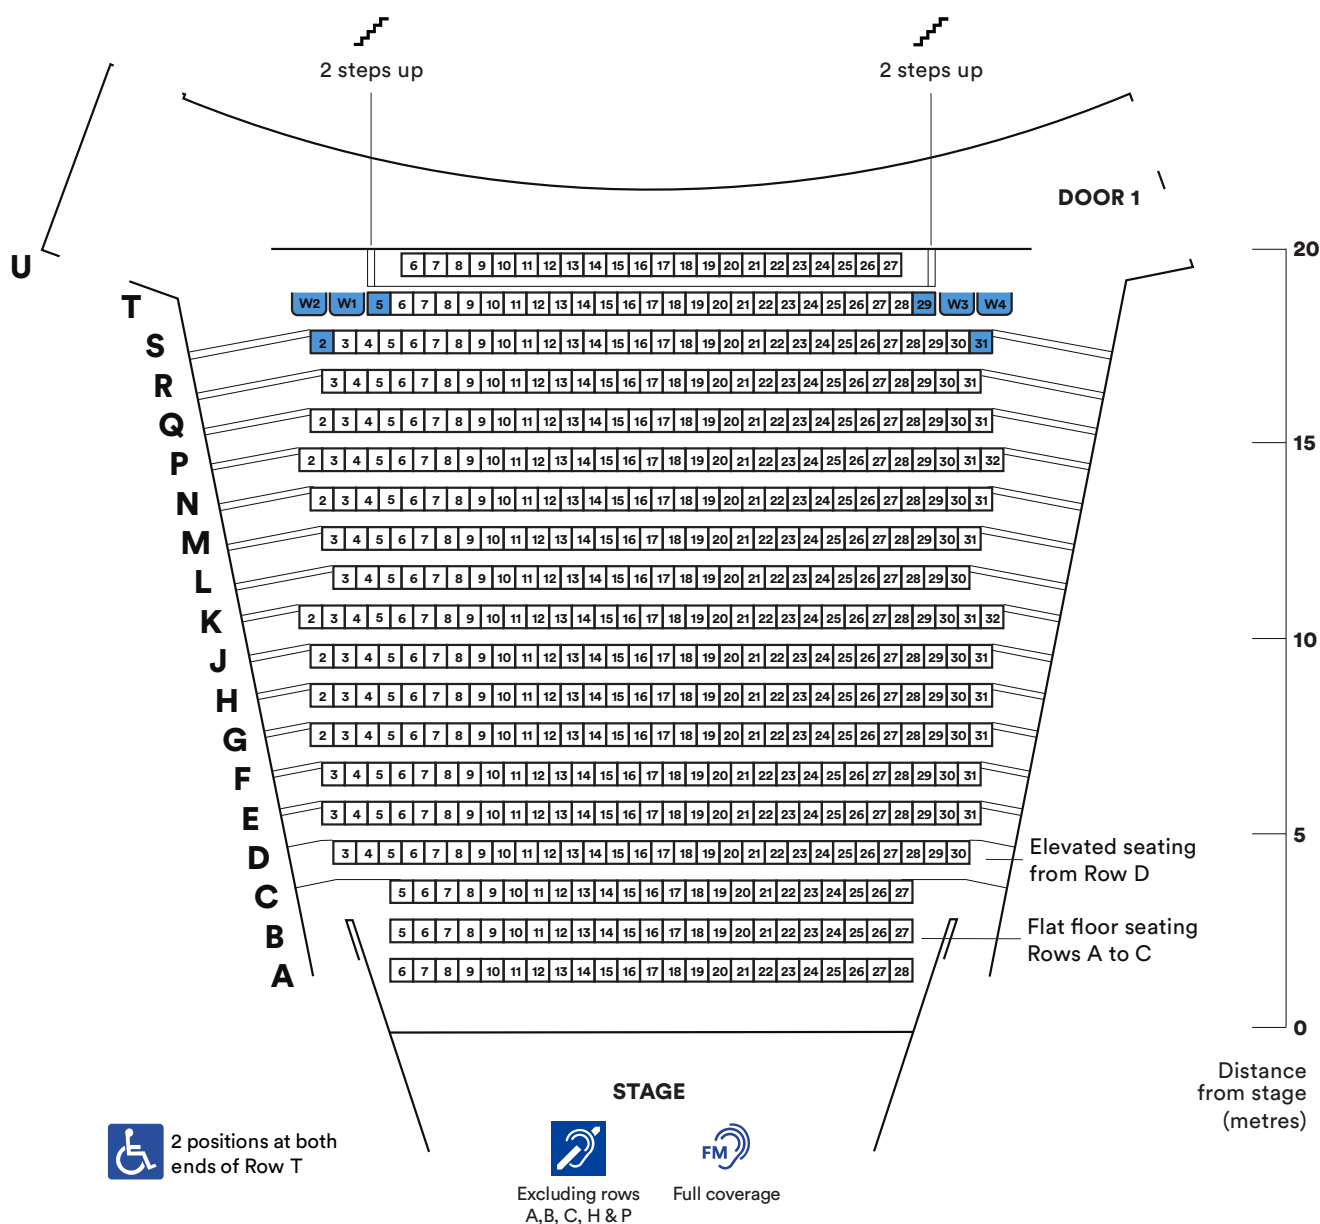 2 steps up 2 steps up
DOOR 1
20
U 6 7 8 9 10 11 12 13 14 15 16 17 18 19 20 21 22 23 24 25 26 27
T W2 W1 5 6 7 8 9 10 11 12 13 14 15 16 17 18 19 20 21 22 23 24 25 26 27 28 29 W3 W4
S 2 3 4 5 6 7 8 9 10 11 12 13 14 15 16 17 18 19 20 21 22 23 24 25 26 27 28 29 30 31
R 3 4 5 6 7 8 9 10 11 12 13 14 15 16 17 18 19 20 21 22 23 24 25 26 27 28 29 30 31
Q 2 3 4 5 6 7 8 9 10 11 12 13 14 15 16 17 18 19 20 21 22 23 24 25 26 27 28 29 30 31
15
P 2 3 4 5 6 7 8 9 10 11 12 13 14 15 16 17 18 19 20 21 22 23 24 25 26 27 28 29 30 31 32
N 2 3 4 5 6 7 8 9 10 11 12 13 14 15 16 17 18 19 20 21 22 23 24 25 26 27 28 29 30 31
M 3 4 5 6 7 8 9 10 11 12 13 14 15 16 17 18 19 20 21 22 23 24 25 26 27 28 29 30 31
L 3 4 5 6 7 8 9 10 11 12 13 14 15 16 17 18 19 20 21 22 23 24 25 26 27 28 29 30
K 2 3 4 5 6 7 8 9 10 11 12 13 14 15 16 17 18 19 20 21 22 23 24 25 26 27 28 29 30 31 32
10
J 2 3 4 5 6 7 8 9 10 11 12 13 14 15 16 17 18 19 20 21 22 23 24 25 26 27 28 29 30 31
H 2 3 4 5 6 7 8 9 10 11 12 13 14 15 16 17 18 19 20 21 22 23 24 25 26 27 28 29 30 31
G 2 3 4 5 6 7 8 9 10 11 12 13 14 15 16 17 18 19 20 21 22 23 24 25 26 27 28 29 30 31
F 3 4 5 6 7 8 9 10 11 12 13 14 15 16 17 18 19 20 21 22 23 24 25 26 27 28 29 30 31
E 3 4 5 6 7 8 9 10 11 12 13 14 15 16 17 18 19 20 21 22 23 24 25 26 27 28 29 30 31
5
D 3 4 5 6 7 8 9 10 11 12 13 14 15 16 17 18 19 20 21 22 23 24 25 26 27 28 29 30
Elevated seating
from Row D
C 5 6 7 8 9 10 11 12 13 14 15 16 17 18 19 20 21 22 23 24 25 26 27
B 5 6 7 8 9 10 11 12 13 14 15 16 17 18 19 20 21 22 23 24 25 26 27
Flat floor seating
Rows A to C
A 6 7 8 9 10 11 12 13 14 15 16 17 18 19 20 21 22 23 24 25 26 27 28
0
Distance
from stage
(metres)
STAGE
2 positions at both
ends of Row T
FM
Excluding rows
A,B, C, H & P
Full coverage